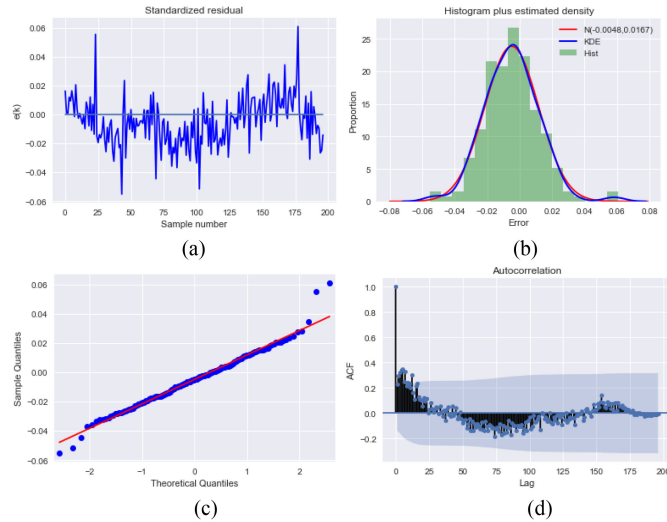 Standardized residual
0.06
0.04
0.02
0.00
−0.02
−0.04
−0.06
e(k)
0 25 50 75 100 125 150 175 200
Sample number
(a)
Histogram plus estimated density
N(-0.0048,0.0167)
KDE
Hist
25
20
15
10
5
0
Proportion
−0.08 −0.06 −0.04 −0.02 0.00 0.02 0.04 0.06 0.08
Error
(b)
0.06
0.04
0.02
0.00
−0.02
−0.04
−0.06
Sample Quantiles
−2 −1 0 1 2
Theoretical Quantiles
(c)
Autocorrelation
1.0
0.8
0.6
0.4
0.2
0.0
−0.2
ACF
0 25 50 75 100 125 150 175 200
Lag
(d)